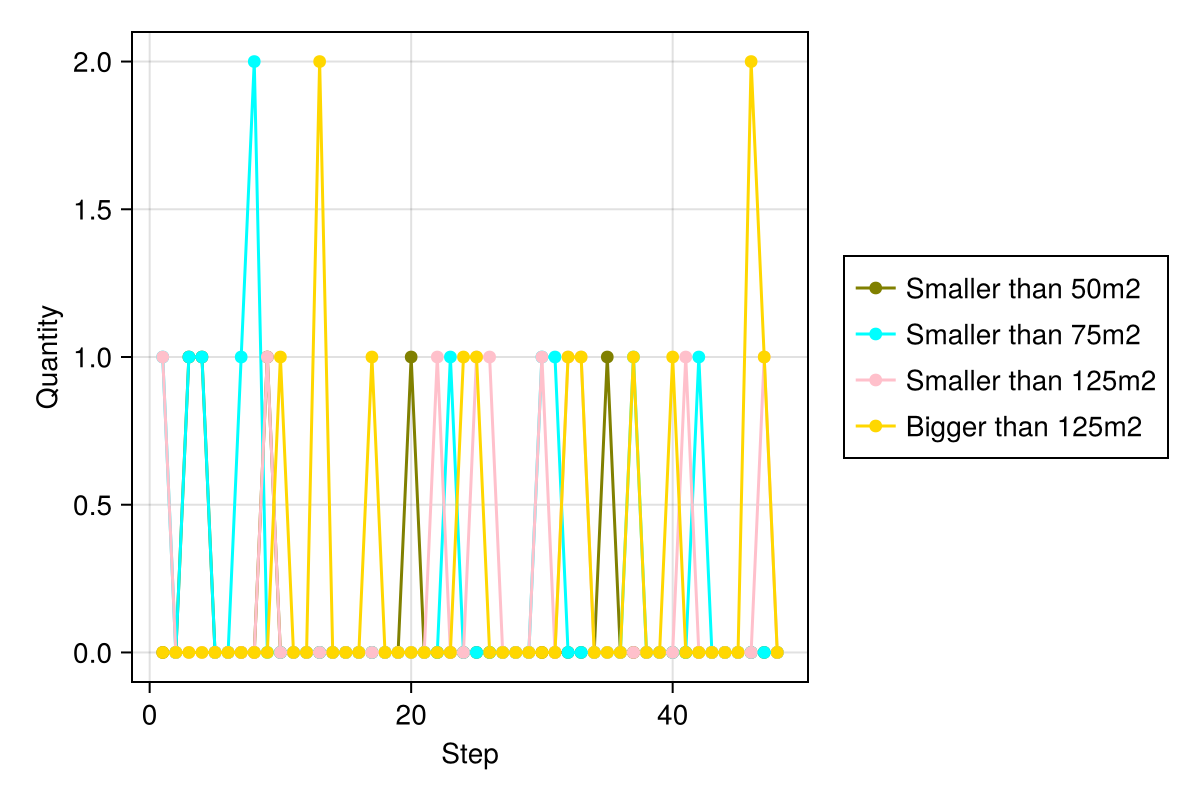 2.0
1.5
1.0
0.5
0.0
Quantity
0
20
40
Step
Smaller than 50m2
Smaller than 75m2
Smaller than 125m2
Bigger than 125m2